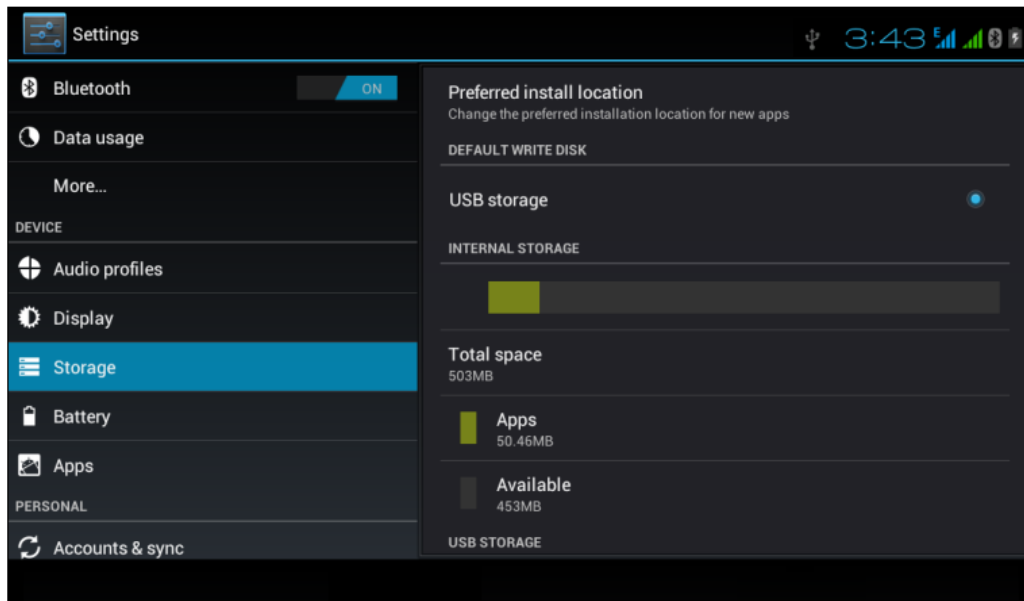 Settings
3:43
E
Bluetooth
ON
Data usage
More...
DEVICE
Audio profiles
Display
Storage
Battery
Apps
PERSONAL
Accounts & sync
Preferred install location
Change the preferred installation location for new apps
DEFAULT WRITE DISK
USB storage
INTERNAL STORAGE
Total space
503MB
Apps
50.46MB
Available
453MB
USB STORAGE